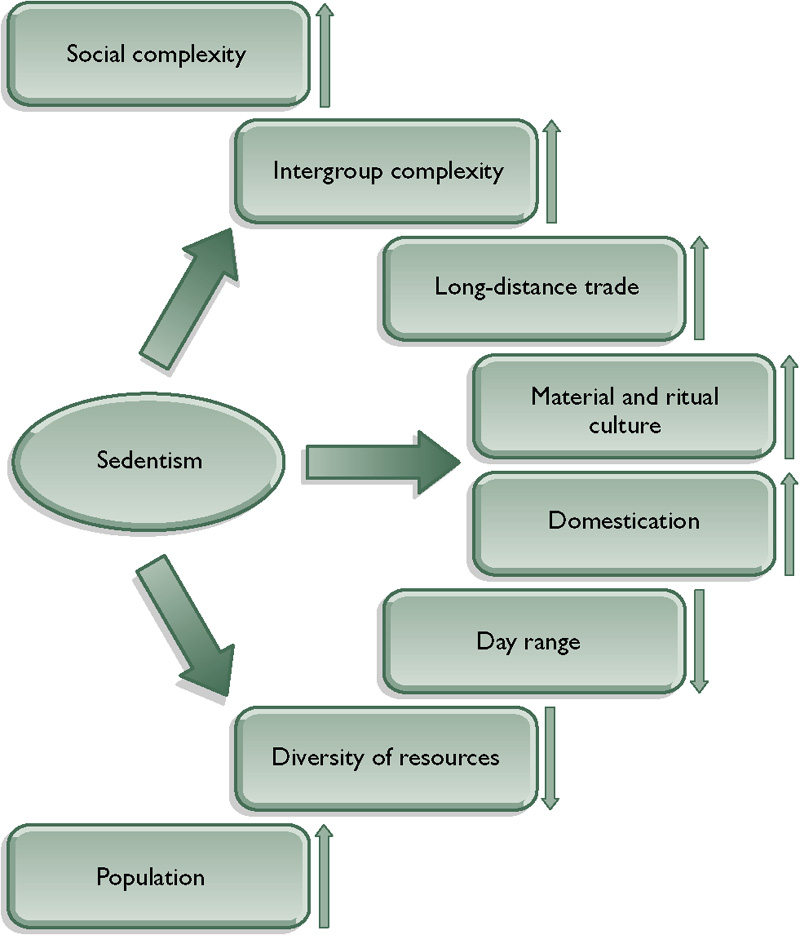 Social complexity
Intergroup complexity
Long-distance trade
Material and ritual
culture
Sedentism
Domestication
Day range
Diversity of resources
Population